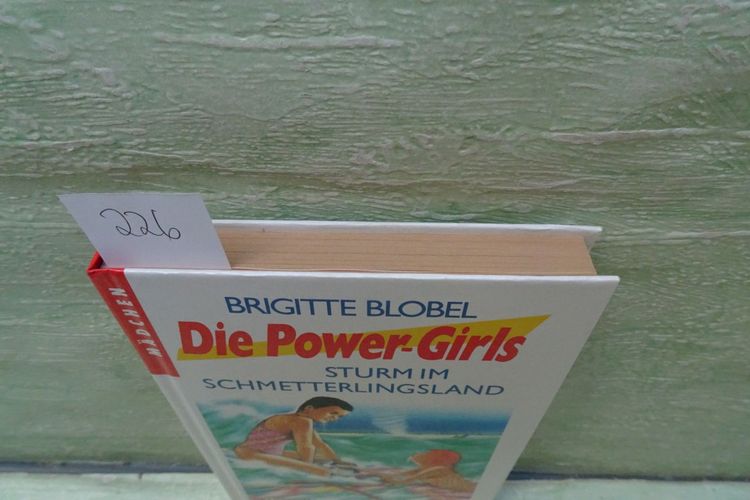 226
MÄDCHEN
BRIGITTE BLOBEL
Die Power-Girls
STURM IM
SCHMETTERLINGSLAND